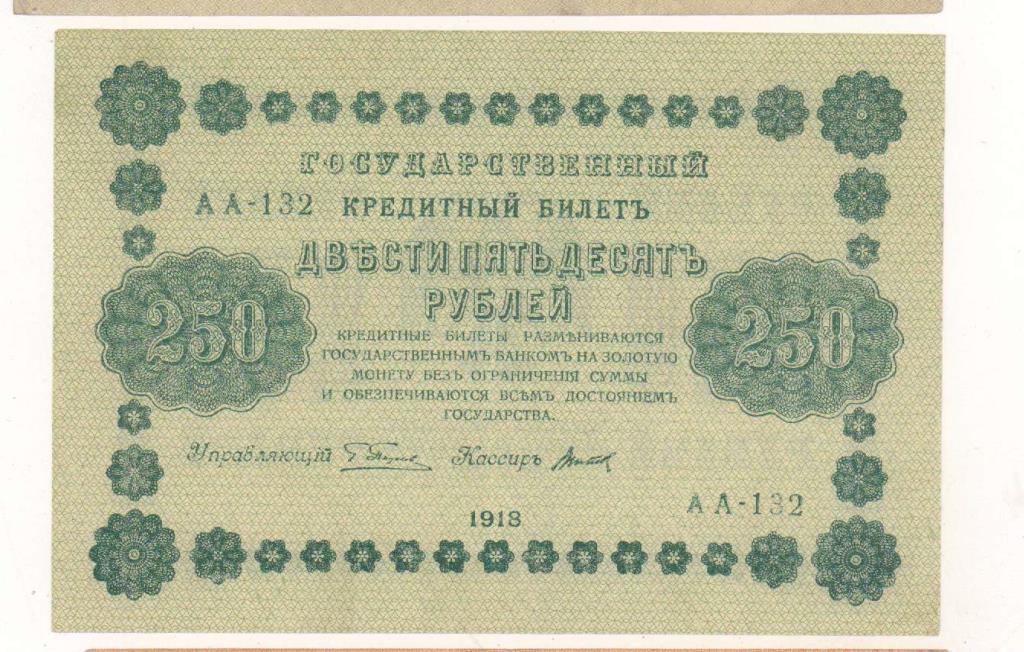 ГОСУДАРСТВЕННЫЙ
АА-132 КРЕДИТНЫЙ БИЛЕТЪ
ДВѢСТИ ПЯТЬДЕСЯТЪ
РУБЛЕЙ
250
250
КРЕДИТНЫЕ БИЛЕТЫ РАЗМѢНИВАЮТСЯ
ГОСУДАРСТВЕННЫМЪ БАНКОМЪ НА ЗОЛОТУЮ
МОНЕТУ БЕЗЪ ОГРАНИЧЕНІЯ СУММЫ
И ОБЕЗПЕЧИВАЮТСЯ ВСѢМЪ ДОСТОЯНІЕМЪ
ГОСУДАРСТВА.
Управляющій Кассиръ
АА-132
1918